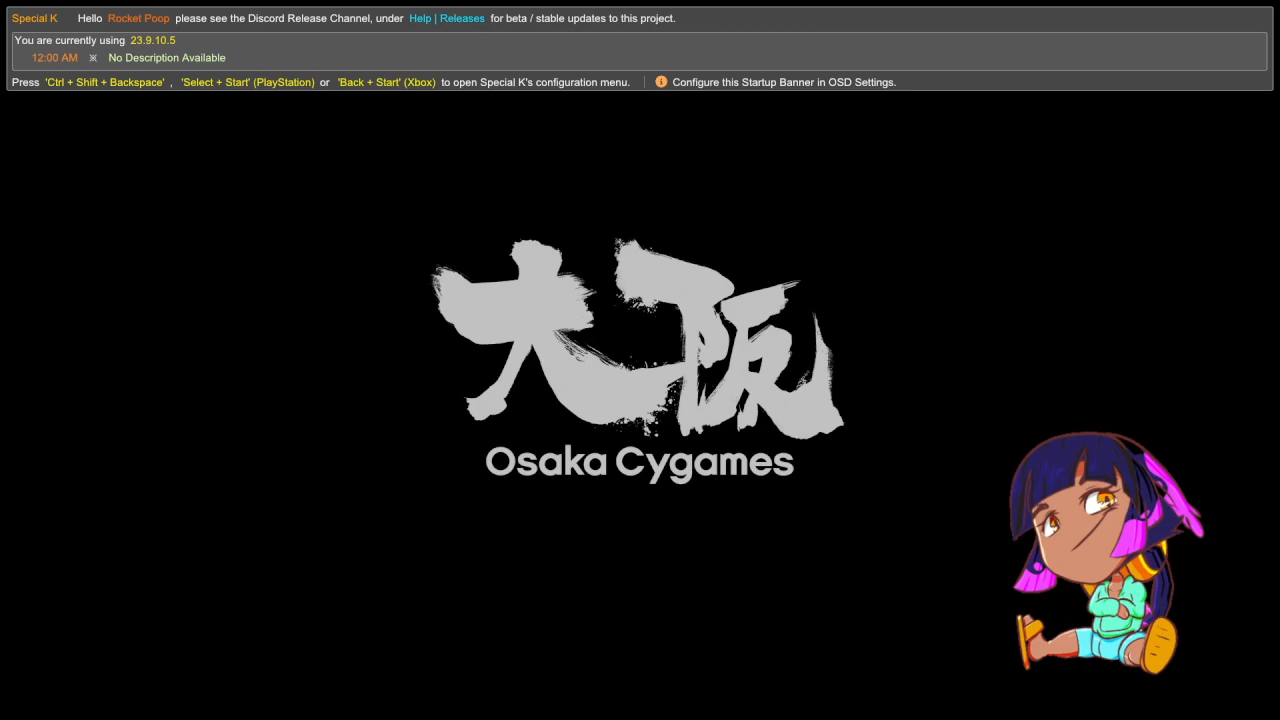 Special K Hello Rocket Poop please see the Discord Release Channel, under Help | Releases for beta / stable updates to this project.
You are currently using 23.9.10.5
12:00 AM ※ No Description Available
Press 'Ctrl + Shift + Backspace' , 'Select + Start' (PlayStation) or 'Back + Start' (Xbox) to open Special K's configuration menu. Configure this Startup Banner in OSD Settings.
大阪
Osaka Cygames